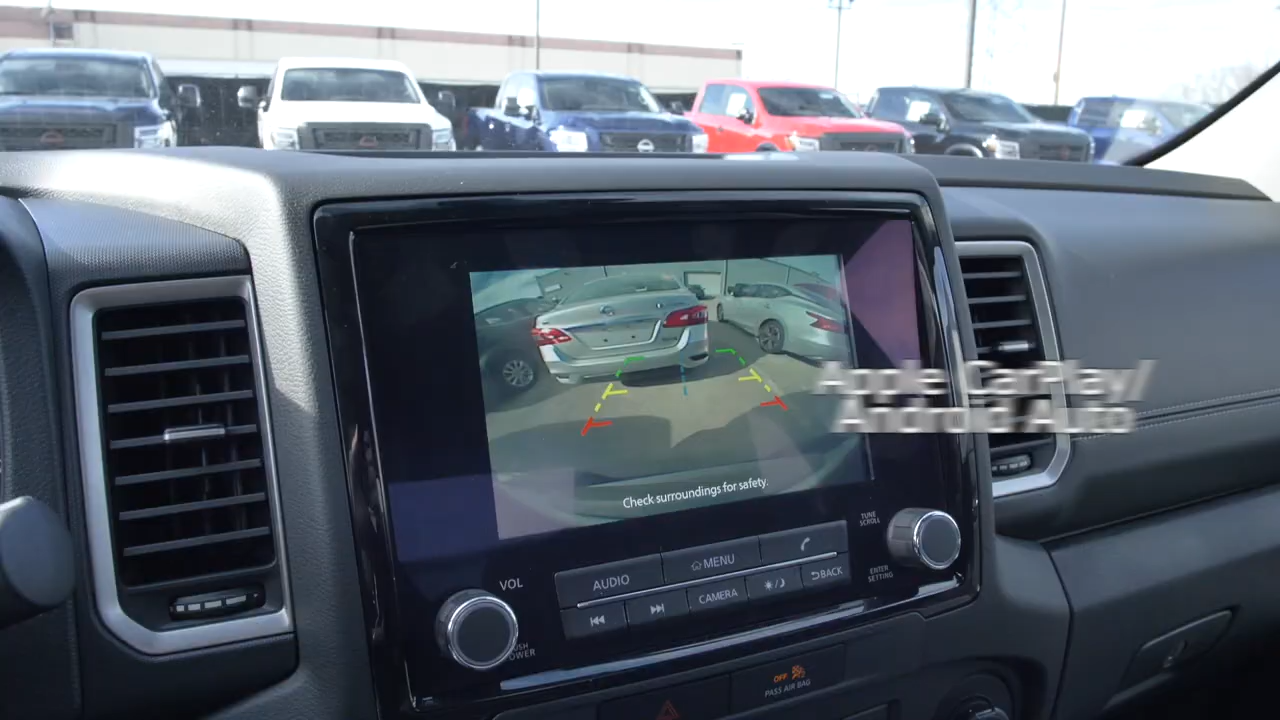 Apple CarPlay/
Android Auto
Check surroundings for safety.
TUNE
SCROLL
VOL
AUDIO
MENU
CAMERA
BACK
ENTER
SETTING
PUSH
POWER
OFF
PASS AIR BAG